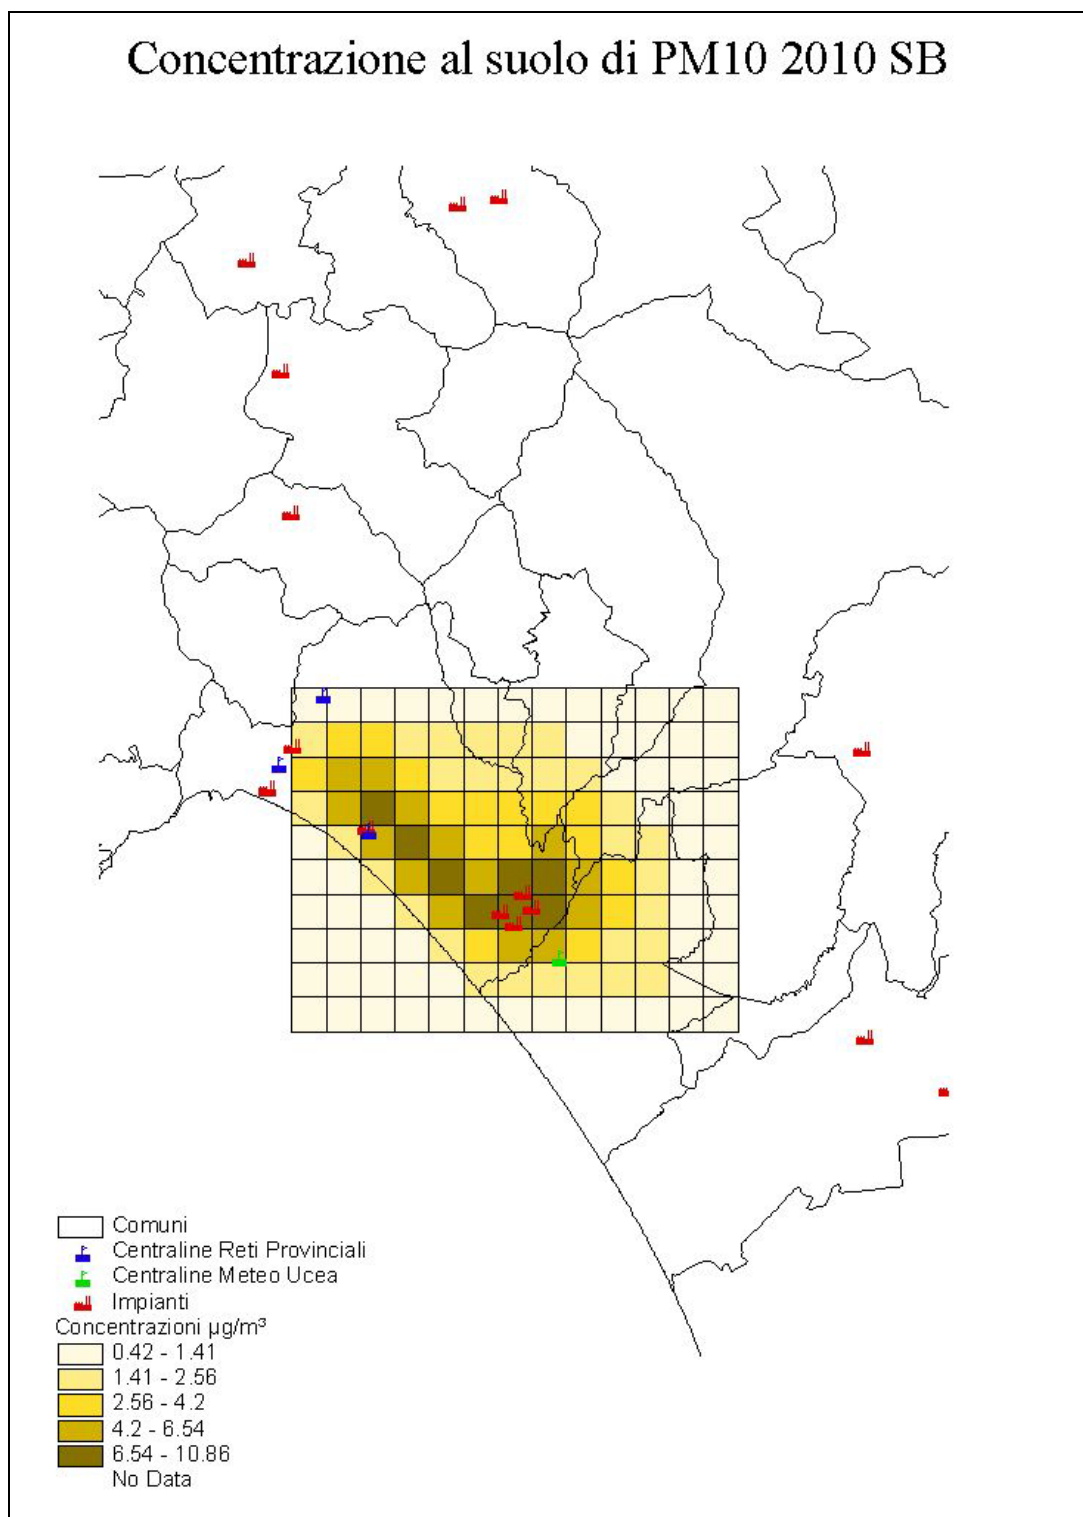 Concentrazione al suolo di PM10 2010 SB
Comuni
Centraline Reti Provinciali
Centraline Meteo Ucea
Impianti
Concentrazioni µg/m³
0.42 - 1.41
1.41 - 2.56
2.56 - 4.2
4.2 - 6.54
6.54 - 10.86
No Data